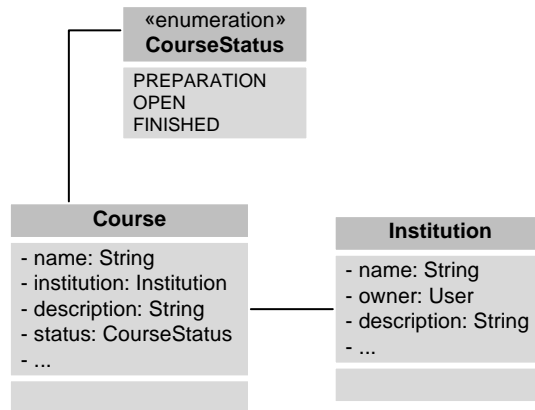 «enumeration»
CourseStatus
PREPARATION
OPEN
FINISHED
Course
- name: String
- institution: Institution
- description: String
- status: CourseStatus
- ...
Institution
- name: String
- owner: User
- description: String
- ...